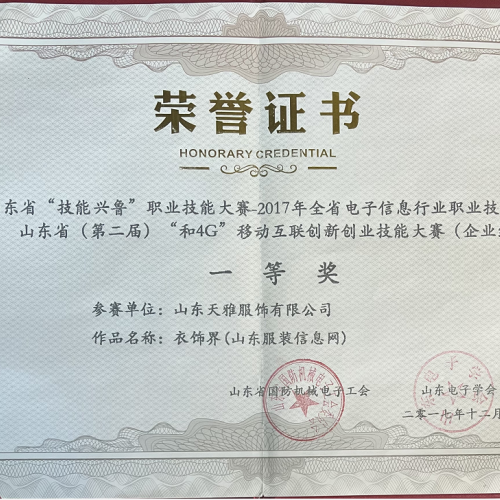 荣誉证书
HONORARY CREDENTIAL
东省“技能兴鲁”职业技能大赛-2017年全省电子信息行业职业技
山东省（第二届）“和4G”移动互联创新创业技能大赛（企业
一等奖
参赛单位：山东天雅服饰有限公司
作品名称：衣饰界(山东服装信息网)
山东省国防机械电子工会
山东电子学会
二零一八年十二月